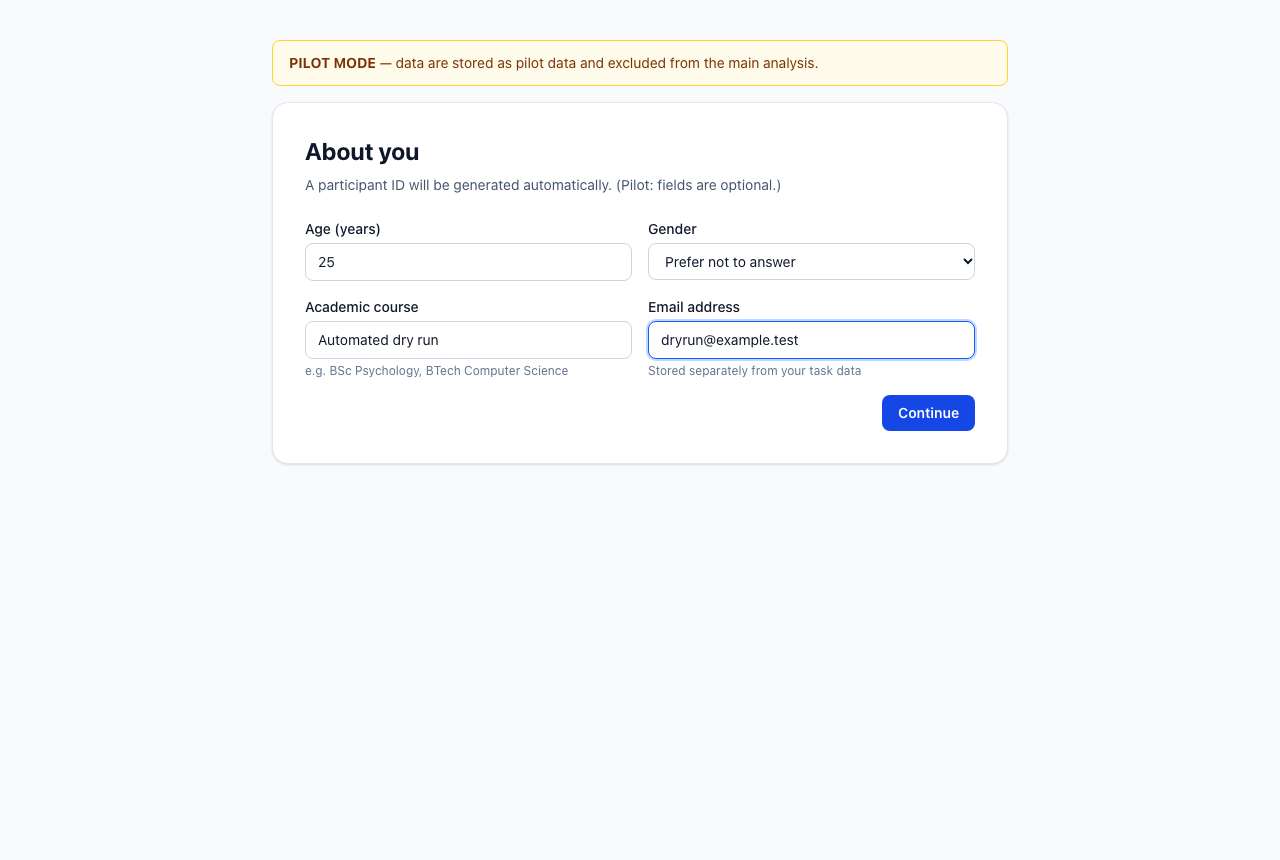 PILOT MODE — data are stored as pilot data and excluded from the main analysis.
About you
A participant ID will be generated automatically. (Pilot: fields are optional.)
Age (years)
Gender
25
Prefer not to answer
Academic course
Email address
Automated dry run
dryrun@example.test
e.g. BSc Psychology, BTech Computer Science
Stored separately from your task data
Continue